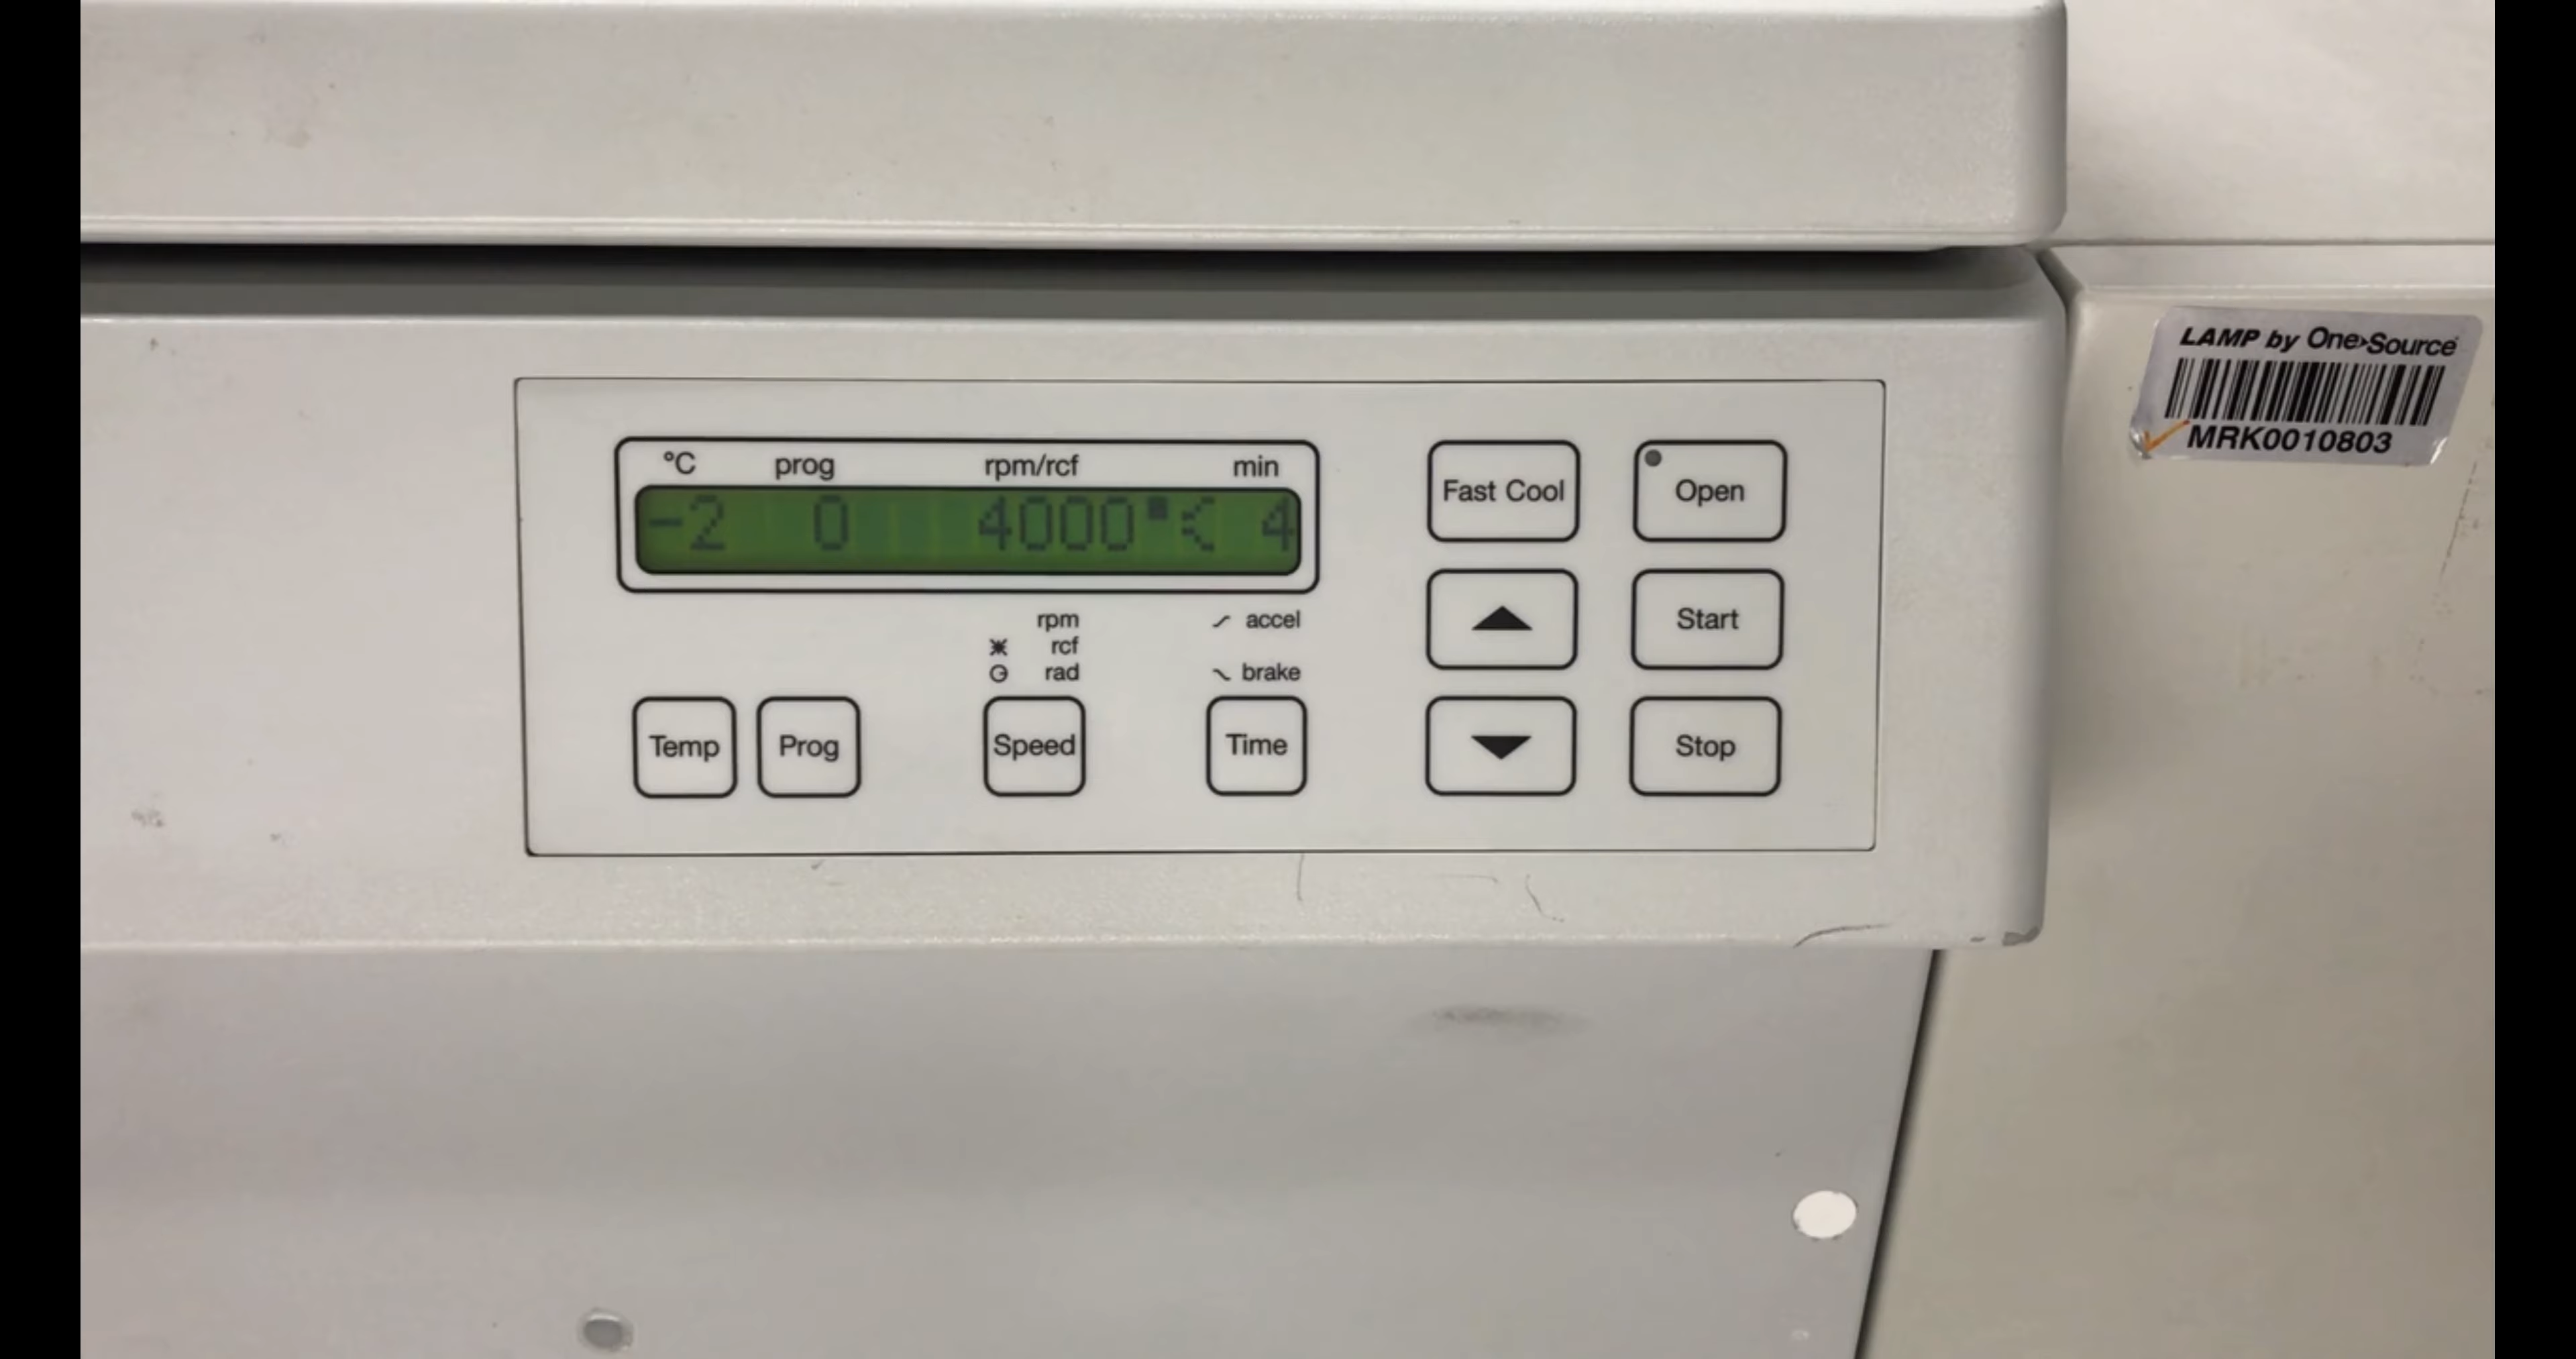 LAMP by One>Source
MRK0010803
°C prog rpm/rcf min
-2 0 4000 4
Fast Cool
Open
rpm
rcf
rad
accel
brake
Start
Temp
Prog
Speed
Time
Stop